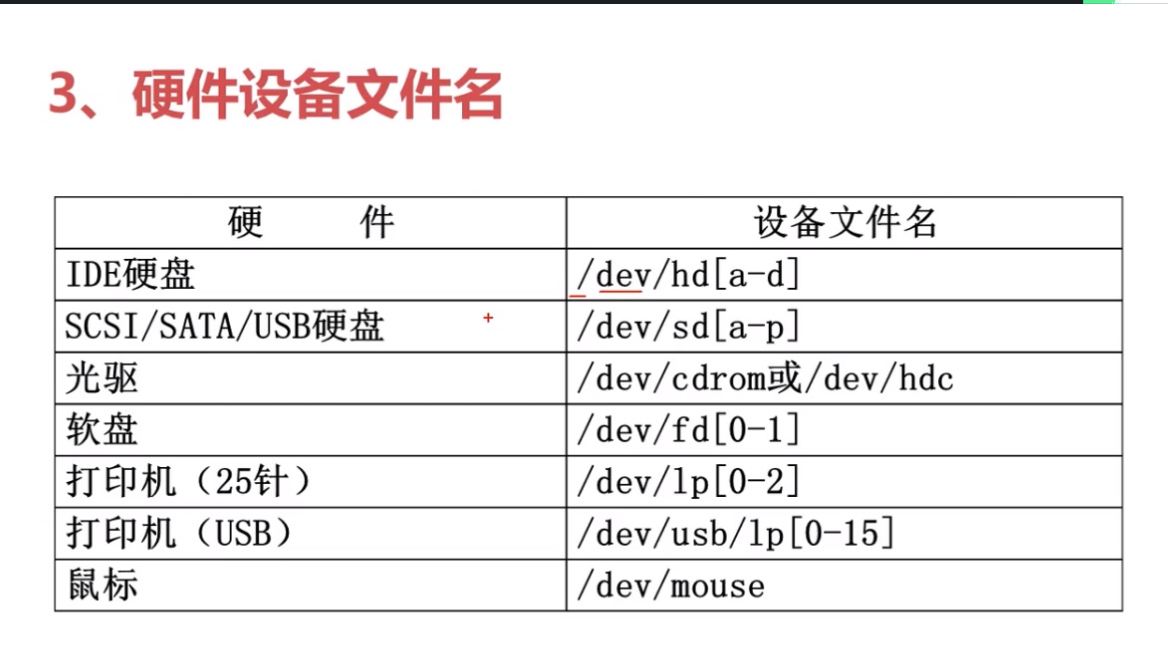 3、硬件设备文件名
硬 件 设备文件名
IDE硬盘 /dev/hd[a-d]
SCSI/SATA/USB硬盘 /dev/sd[a-p]
光驱 /dev/cdrom或/dev/hdc
软盘 /dev/fd[0-1]
打印机（25针） /dev/lp[0-2]
打印机（USB） /dev/usb/lp[0-15]
鼠标 /dev/mouse